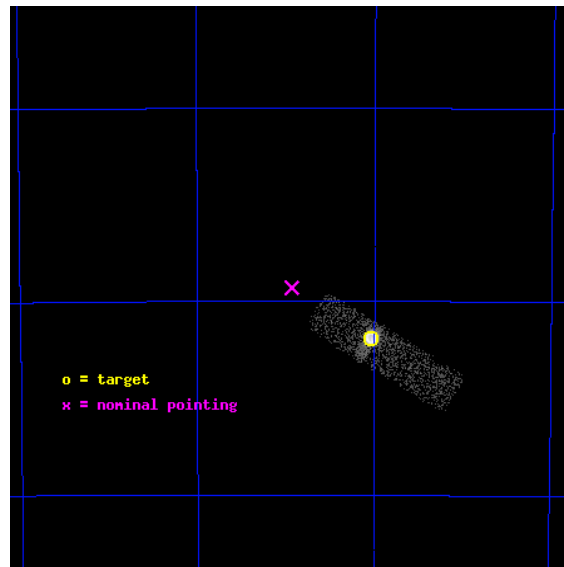 o = target
x = nominal pointing